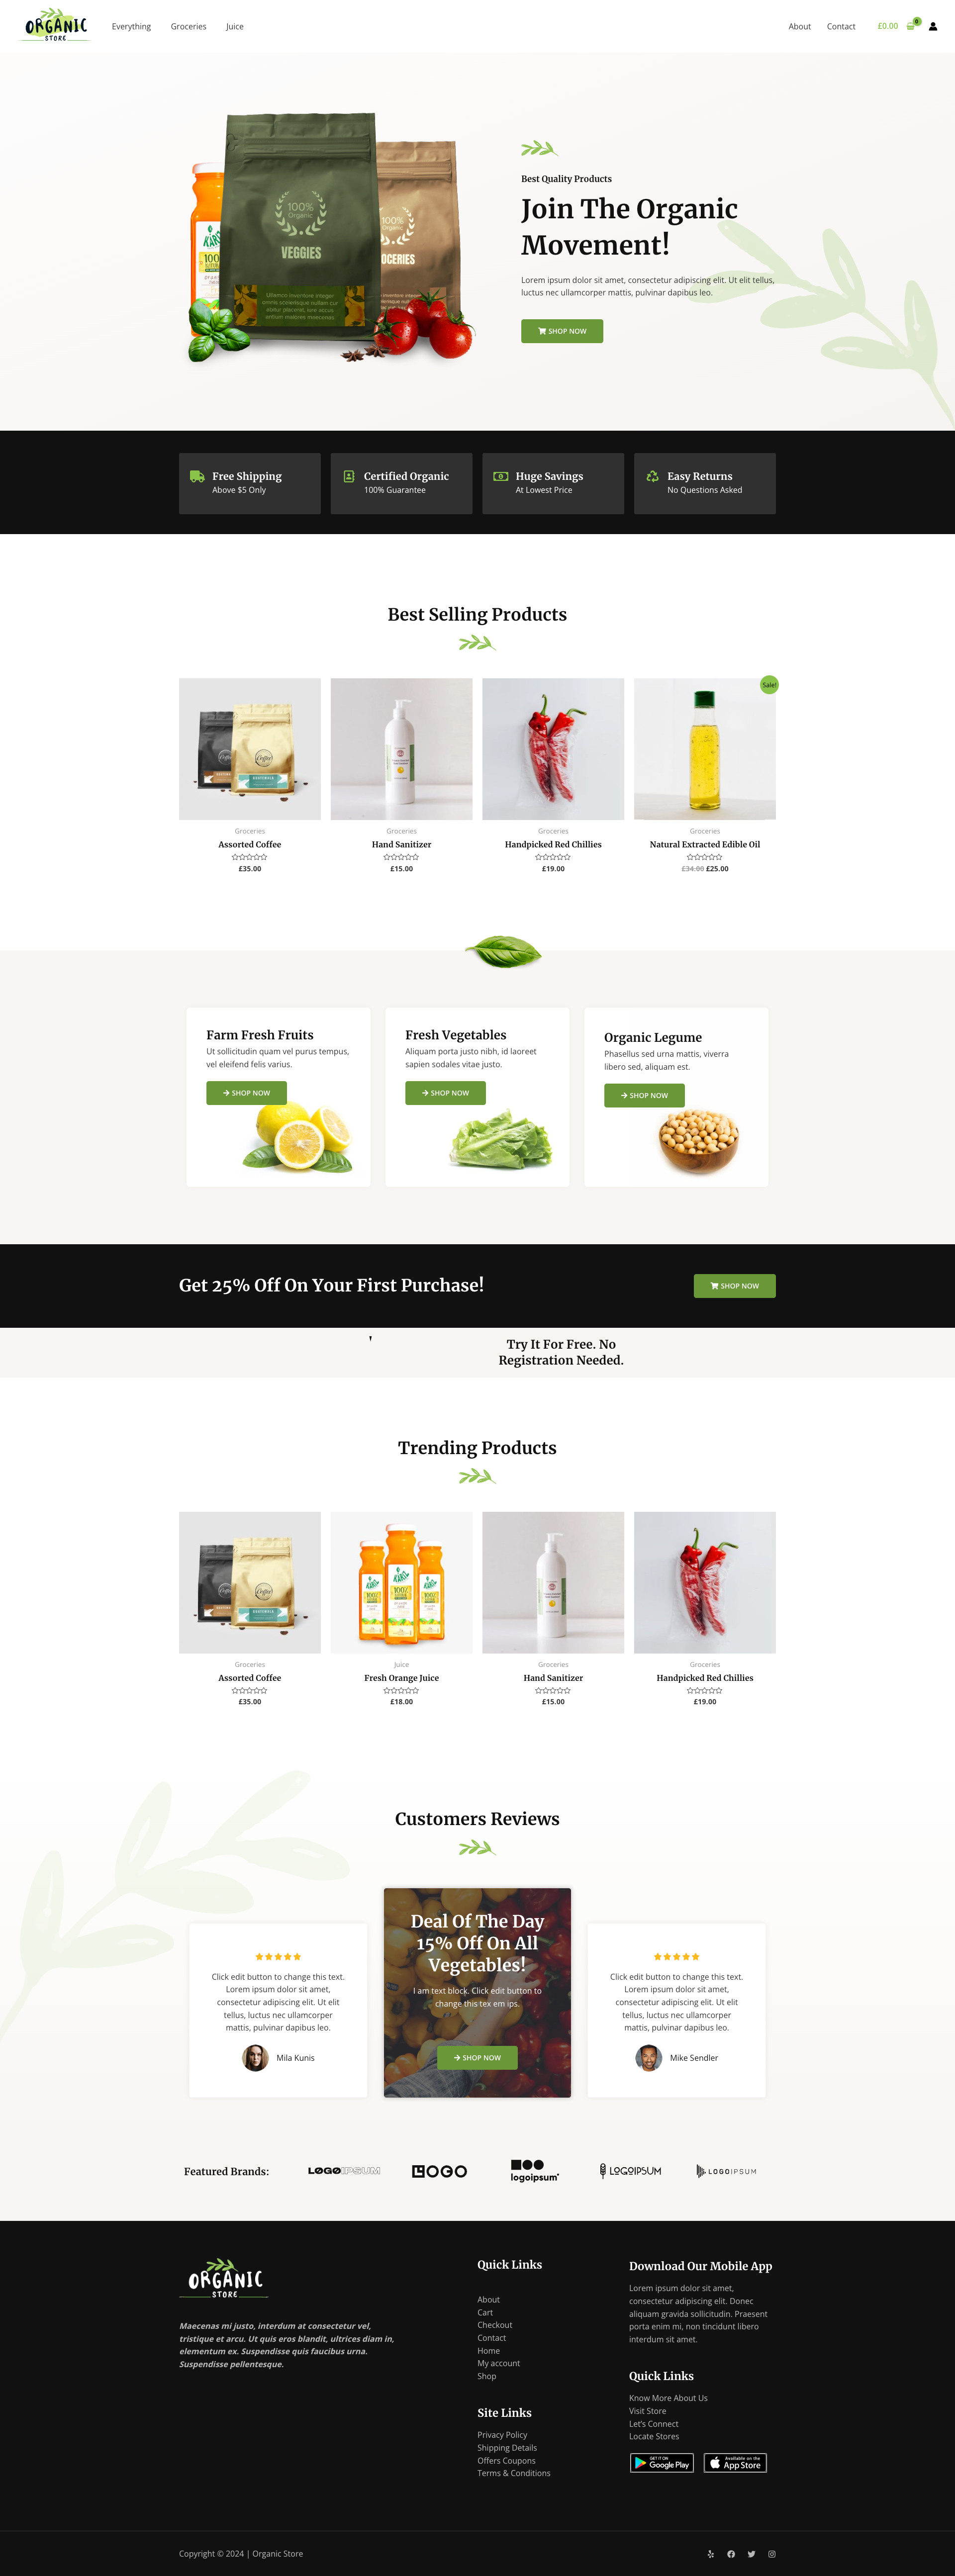 ORGANIC
STORE
Everything
Groceries
Juice
About
Contact
£0.00
0
100%
Organic
VEGGIES
Best Quality Products
Join The Organic
Movement!
Lorem ipsum dolor sit amet, consectetur adipiscing elit. Ut elit tellus,
luctus nec ullamcorper mattis, pulvinar dapibus leo.
SHOP NOW
Free Shipping
Above $5 Only
Certified Organic
100% Guarantee
Huge Savings
At Lowest Price
Easy Returns
No Questions Asked
Best Selling Products
Sale!
Groceries
Assorted Coffee
£35.00
Groceries
Hand Sanitizer
£15.00
Groceries
Handpicked Red Chillies
£19.00
Groceries
Natural Extracted Edible Oil
£34.00 £25.00
Farm Fresh Fruits
Ut sollicitudin quam vel purus tempus,
vel eleifend felis varius.
SHOP NOW
Fresh Vegetables
Aliquam porta justo nibh, id laoreet
sapien sodales vitae justo.
SHOP NOW
Organic Legume
Phasellus sed urna mattis, viverra
libero sed, aliquam est.
SHOP NOW
Get 25% Off On Your First Purchase!
SHOP NOW
'
Try It For Free. No
Registration Needed.
Trending Products
Groceries
Assorted Coffee
£35.00
Juice
Fresh Orange Juice
£18.00
Groceries
Hand Sanitizer
£15.00
Groceries
Handpicked Red Chillies
£19.00
Customers Reviews
Click edit button to change this text.
Lorem ipsum dolor sit amet,
consectetur adipiscing elit. Ut elit
tellus, luctus nec ullamcorper
mattis, pulvinar dapibus leo.
Mila Kunis
Deal Of The Day
15% Off On All
Vegetables!
I am text block. Click edit button to
change this tex em ips.
SHOP NOW
Click edit button to change this text.
Lorem ipsum dolor sit amet,
consectetur adipiscing elit. Ut elit
tellus, luctus nec ullamcorper
mattis, pulvinar dapibus leo.
Mike Sendler
Featured Brands:
LOGOIPSUM
LOGO
logoipsum
LOGOIPSUM
LOGOIPSUM
ORGANIC
STORE
Maecenas mi justo, interdum at consectetur vel,
tristique et arcu. Ut quis eros blandit, ultrices diam in,
elementum ex. Suspendisse quis faucibus urna.
Suspendisse pellentesque.
Quick Links
About
Cart
Checkout
Contact
Home
My account
Shop
Site Links
Privacy Policy
Shipping Details
Offers Coupons
Terms & Conditions
Download Our Mobile App
Lorem ipsum dolor sit amet,
consectetur adipiscing elit. Donec
aliquam gravida sollicitudin. Praesent
porta enim mi, non tincidunt libero
interdum sit amet.
Quick Links
Know More About Us
Visit Store
Let's Connect
Locate Stores
GET IT ON
Google Play
Available on the
App Store
Copyright © 2024 | Organic Store